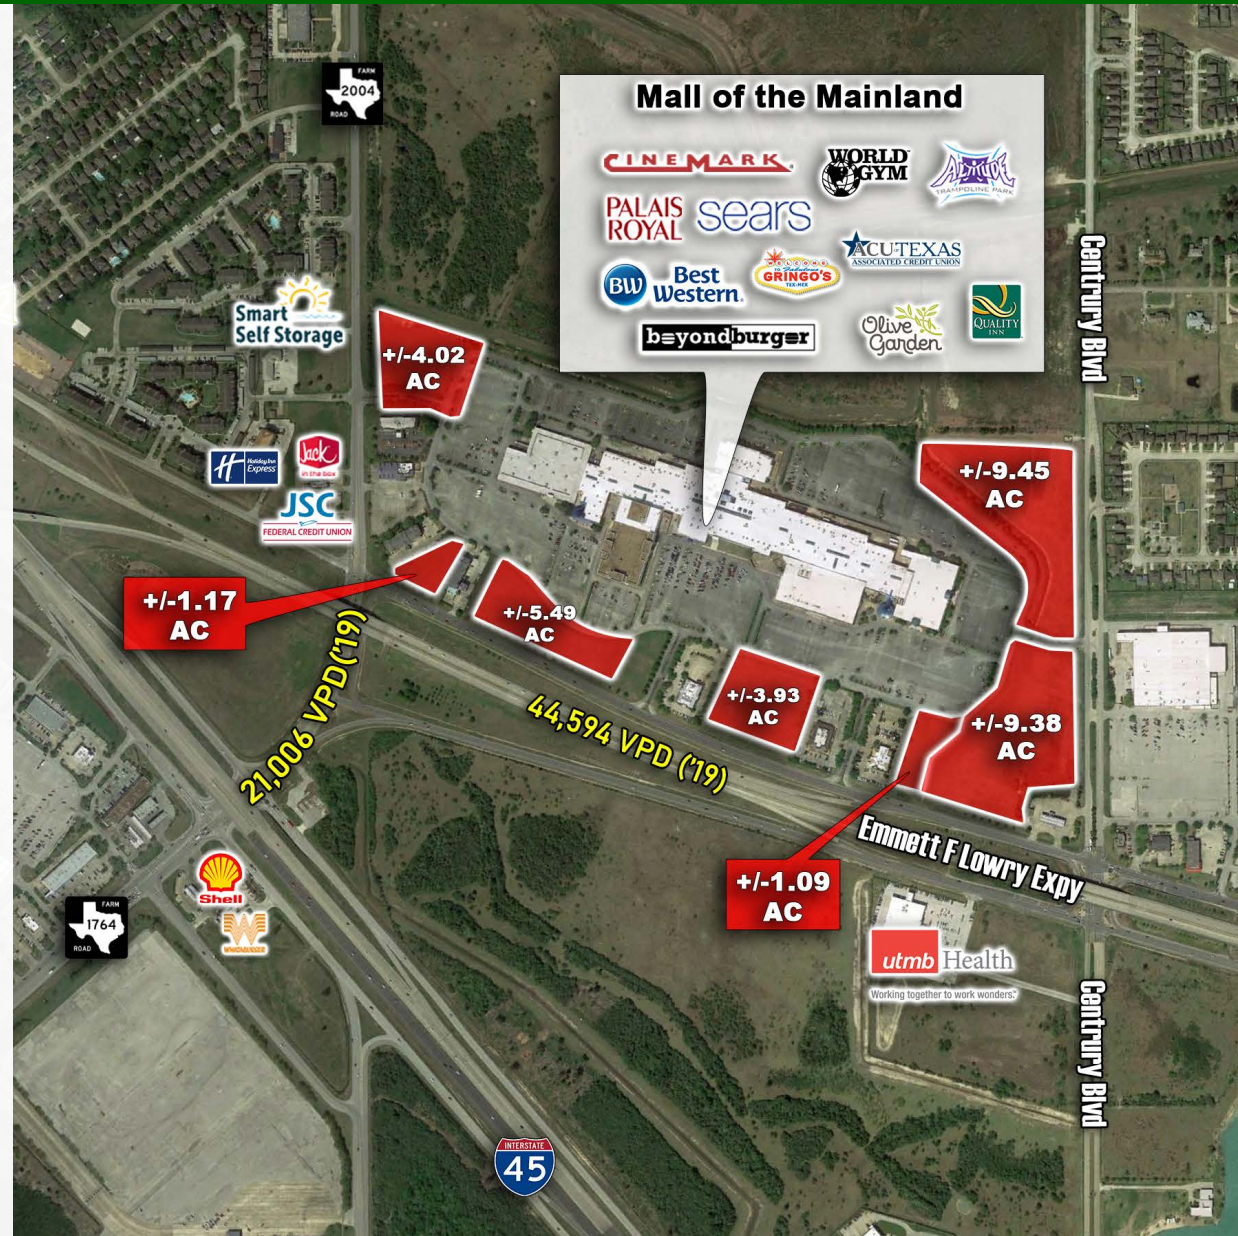 FARM
2004
ROAD
Mall of the Mainland
CINEMARK
WORLD
GYM
ALTITUDE
TRAMPOLINE PARK
PALAIS
ROYAL
sears
ACU TEXAS
ASSOCIATED CREDIT UNION
BW
Best
Western
WELCOME
TO Fabulous
GRINGO'S
TEX-MEX
beyondburger
Olive
Garden
QUALITY
INN
Centrury Blvd
Smart
Self Storage
+/-4.02
AC
H Holiday Inn
Express
Jack
in the box
JSC
FEDERAL CREDIT UNION
+/-9.45
AC
+/-1.17
AC
+/-5.49
AC
21,006 VPD('19)
44,594 VPD ('19)
+/-3.93
AC
+/-9.38
AC
Emmett F Lowry Expy
+/-1.09
AC
Shell
W
WHATABURGER
FARM
1764
ROAD
utmb Health
Working together to work wonders.™
Centrury Blvd
INTERSTATE
45